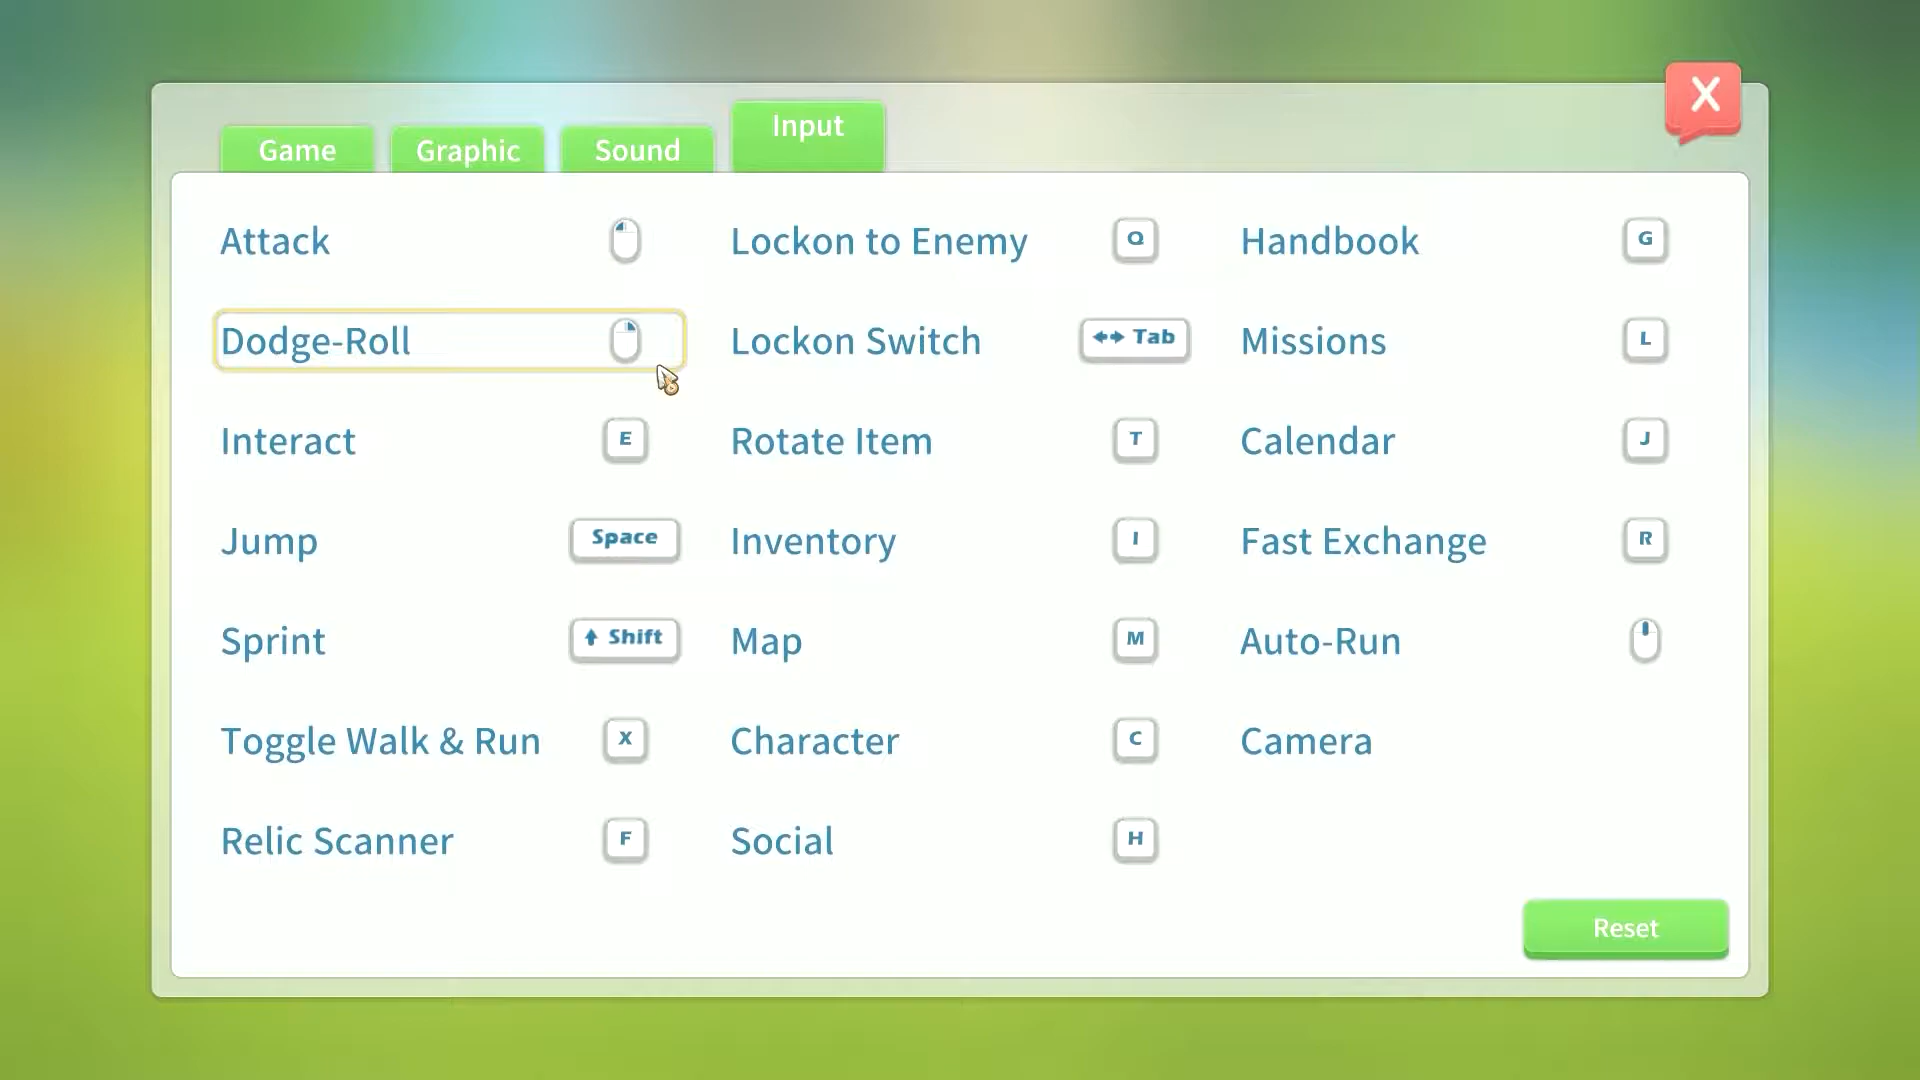 X
Game Graphic Sound Input
Attack Lockon to Enemy Q Handbook G
Dodge-Roll Lockon Switch Tab Missions L
Interact E Rotate Item T Calendar J
Jump Space Inventory I Fast Exchange R
Sprint Shift Map M Auto-Run
Toggle Walk & Run X Character C Camera
Relic Scanner F Social H
Reset